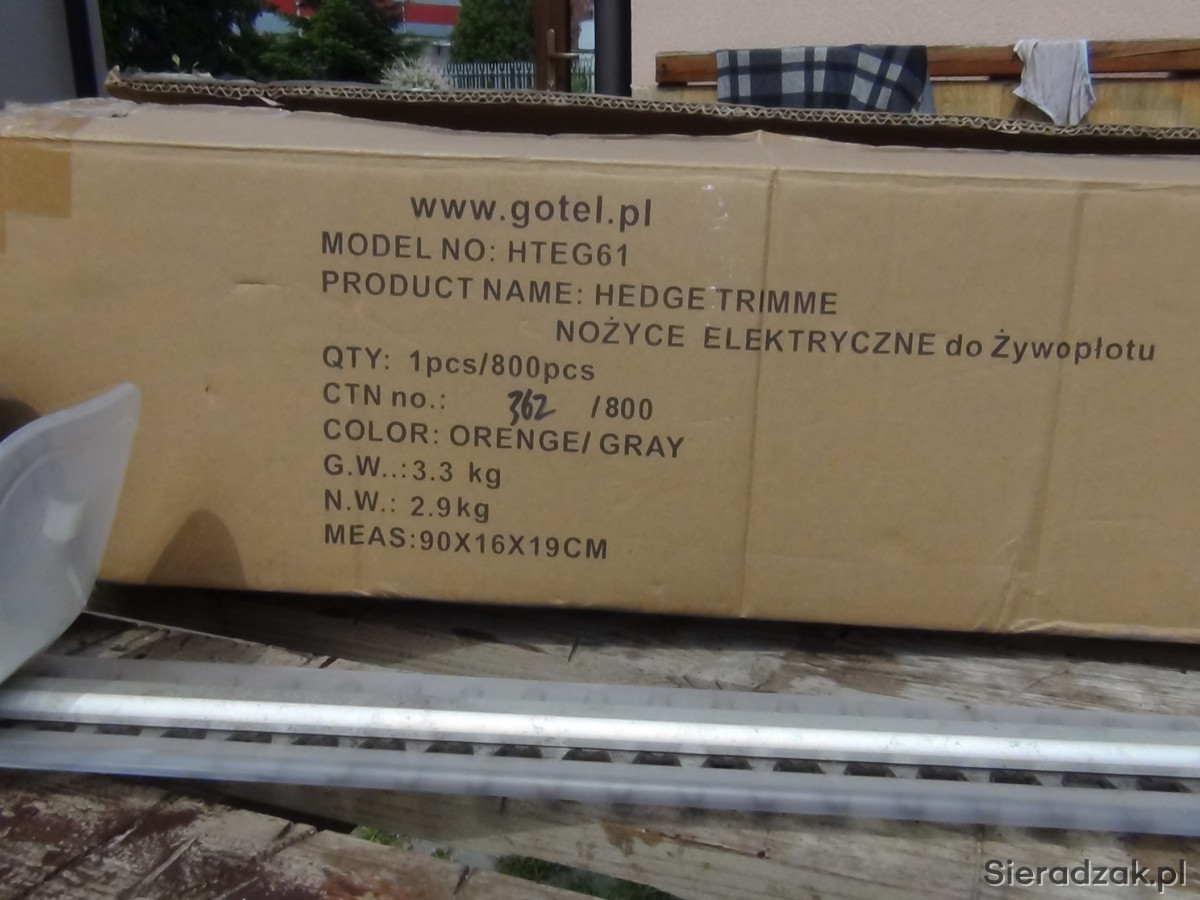 www.gotel.pl
MODEL NO: HTEG61
PRODUCT NAME: HEDGE TRIMME
NOŻYCE ELEKTRYCZNE do Żywopłotu
QTY: 1pcs/800pcs
CTN no.: 362 /800
COLOR: ORENGE/ GRAY
G.W..:3.3 kg
N.W.: 2.9kg
MEAS:90X16X19CM
Sieradzak.pl